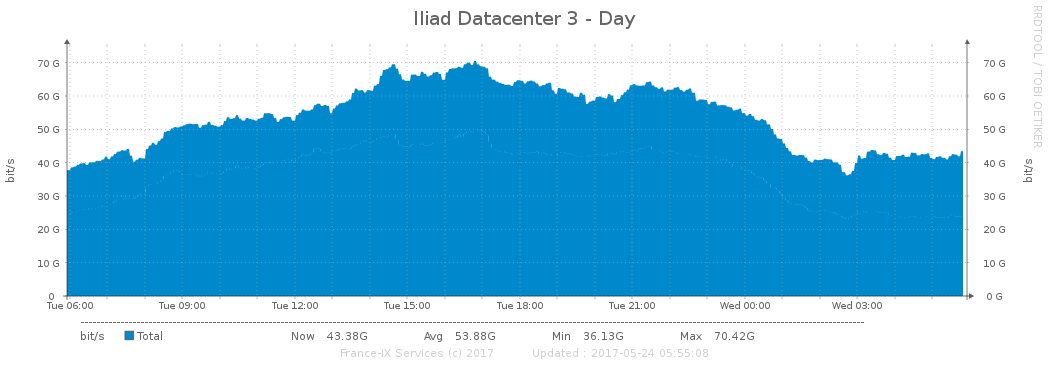 Iliad Datacenter 3 - Day
RRDTOOL / TOBI OETIKER
70 G 70 G
60 G 60 G
50 G 50 G
40 G 40 G
30 G 30 G
20 G 20 G
10 G 10 G
0 0 G
bit/s bit/s
Tue 06:00 Tue 09:00 Tue 12:00 Tue 15:00 Tue 18:00 Tue 21:00 Wed 00:00 Wed 03:00
bit/s Total Now 43.38G Avg 53.88G Min 36.13G Max 70.42G
France-IX Services (c) 2017 Updated : 2017-05-24 05:55:08